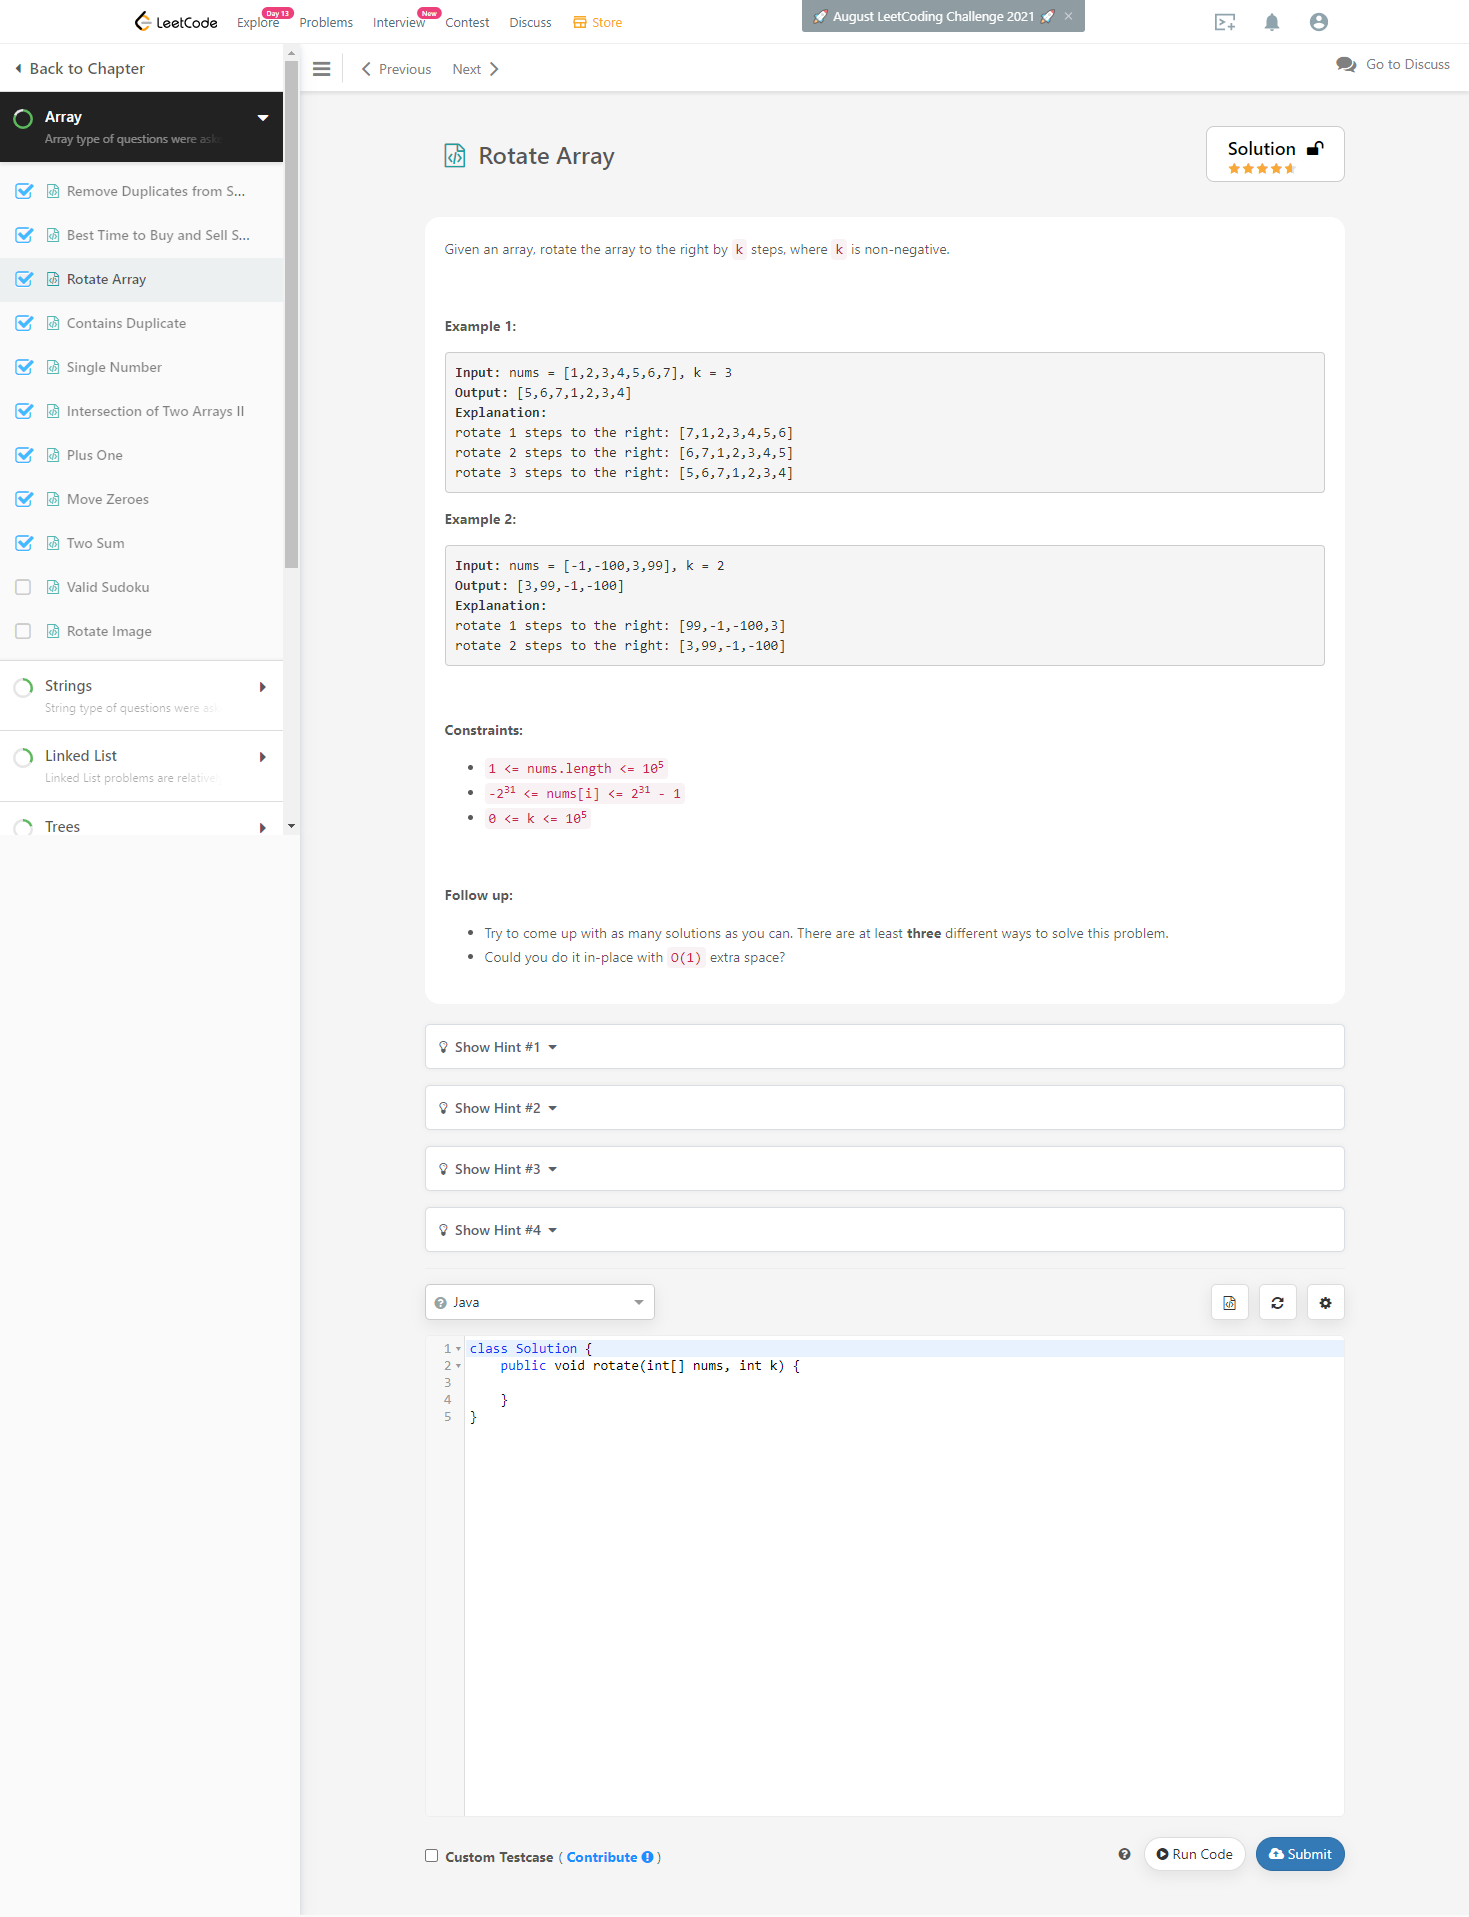 LeetCode
Explore
Day 13
Problems
Interview
New
Contest
Discuss
Store
🚀 August LeetCoding Challenge 2021 🚀 ×
Back to Chapter
Previous
Next
Go to Discuss
Array
Array type of questions were ask
Remove Duplicates from S...
Best Time to Buy and Sell S...
Rotate Array
Contains Duplicate
Single Number
Intersection of Two Arrays II
Plus One
Move Zeroes
Two Sum
Valid Sudoku
Rotate Image
Strings
String type of questions were ask
Linked List
Linked List problems are relative
Trees
Rotate Array
Solution
Given an array, rotate the array to the right by k steps, where k is non-negative.
Example 1:
Input: nums = [1,2,3,4,5,6,7], k = 3
Output: [5,6,7,1,2,3,4]
Explanation:
rotate 1 steps to the right: [7,1,2,3,4,5,6]
rotate 2 steps to the right: [6,7,1,2,3,4,5]
rotate 3 steps to the right: [5,6,7,1,2,3,4]
Example 2:
Input: nums = [-1,-100,3,99], k = 2
Output: [3,99,-1,-100]
Explanation:
rotate 1 steps to the right: [99,-1,-100,3]
rotate 2 steps to the right: [3,99,-1,-100]
Constraints:
• 1 <= nums.length <= 10⁵
• -2³¹ <= nums[i] <= 2³¹ - 1
• 0 <= k <= 10⁵
Follow up:
• Try to come up with as many solutions as you can. There are at least three different ways to solve this problem.
• Could you do it in-place with O(1) extra space?
Show Hint #1
Show Hint #2
Show Hint #3
Show Hint #4
Java
1 class Solution {
2     public void rotate(int[] nums, int k) {
3
4     }
5 }
Custom Testcase ( Contribute )
Run Code
Submit